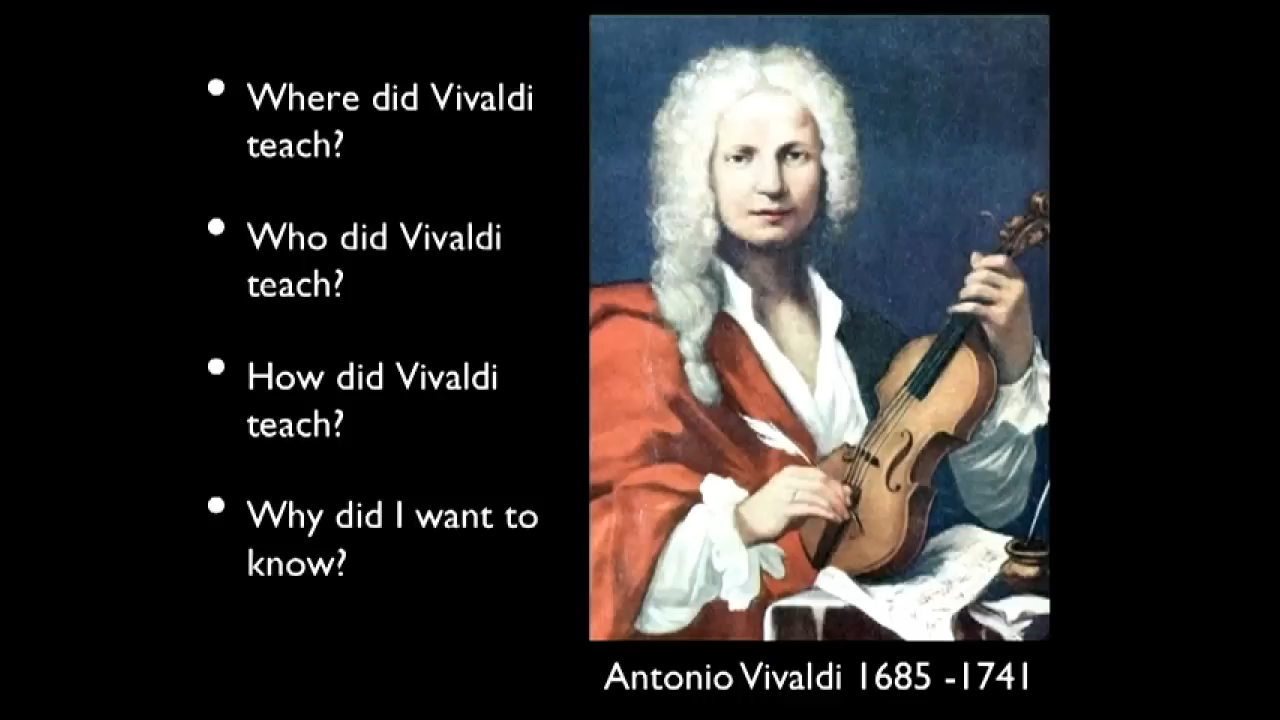 • Where did Vivaldi
teach?
• Who did Vivaldi
teach?
• How did Vivaldi
teach?
• Why did I want to
know?
Antonio Vivaldi 1685 -1741